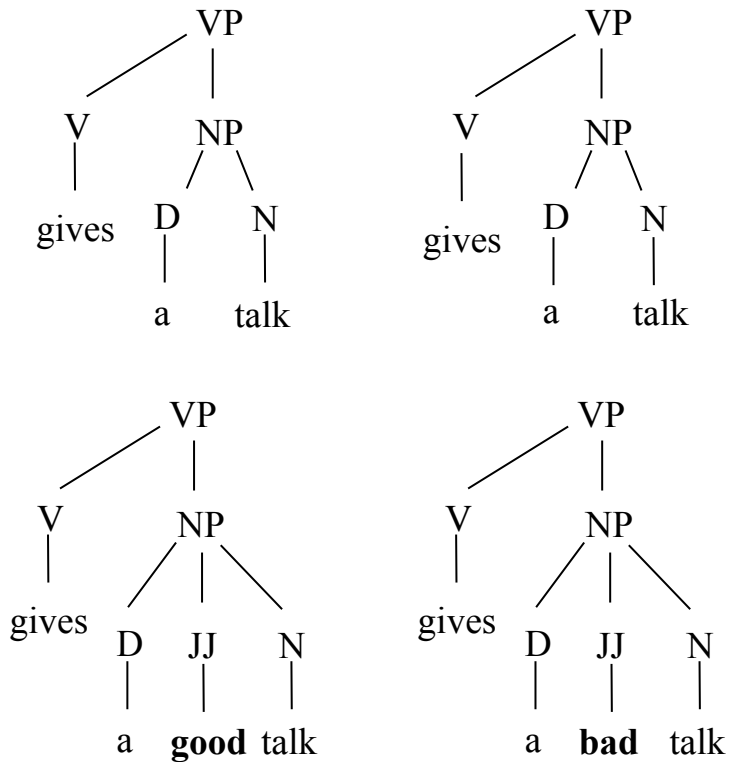 VP VP
V NP V NP
gives D N gives D N
a talk a talk
VP VP
V NP V NP
gives D JJ N gives D JJ N
a good talk a bad talk